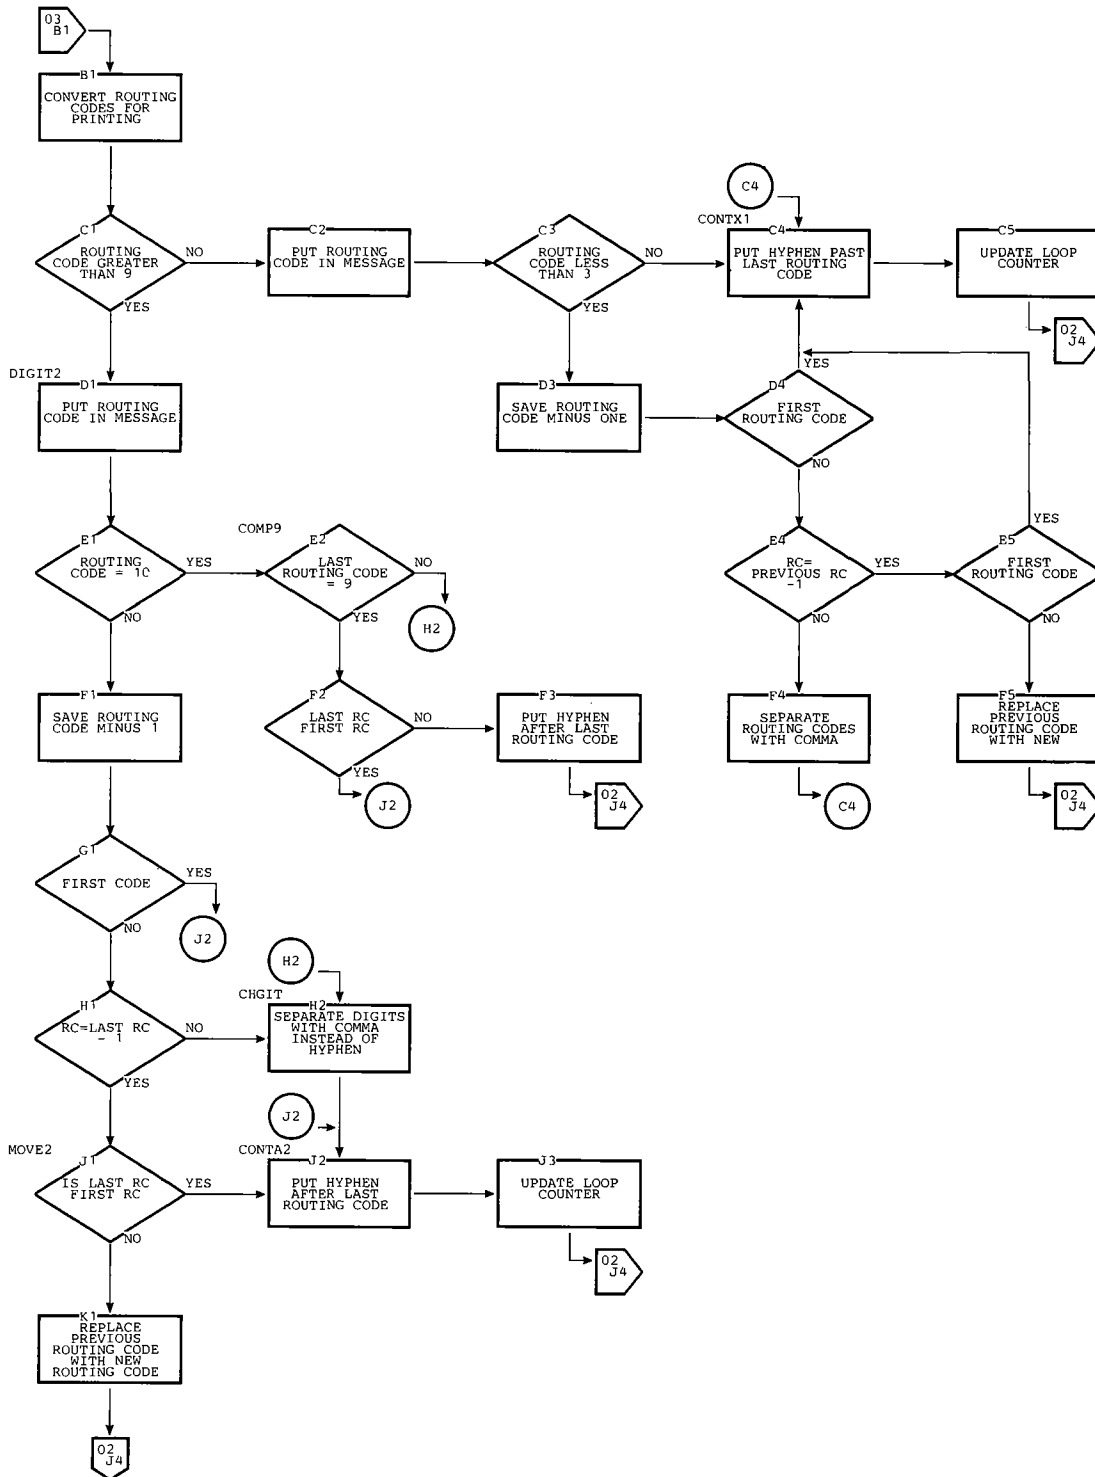 03
B1
B1
CONVERT ROUTING
CODES FOR
PRINTING
C1
ROUTING
CODE GREATER
THAN 9
NO
YES
C2
PUT ROUTING
CODE IN MESSAGE
C3
ROUTING
CODE LESS
THAN 3
NO
YES
C4
CONTX1
C4
PUT HYPHEN PAST
LAST ROUTING
CODE
C5
UPDATE LOOP
COUNTER
02
J4
DIGIT2
D1
PUT ROUTING
CODE IN MESSAGE
D3
SAVE ROUTING
CODE MINUS ONE
YES
D4
FIRST
ROUTING CODE
NO
E1
ROUTING
CODE = 10
YES
NO
COMP9
E2
LAST
ROUTING CODE
= 9
NO
YES
H2
E4
RC=
PREVIOUS RC
-1
YES
NO
YES
E5
FIRST
ROUTING CODE
NO
F1
SAVE ROUTING
CODE MINUS 1
F2
LAST RC
FIRST RC
NO
YES
J2
F3
PUT HYPHEN
AFTER LAST
ROUTING CODE
02
J4
F4
SEPARATE
ROUTING CODES
WITH COMMA
C4
F5
REPLACE
PREVIOUS
ROUTING CODE
WITH NEW
02
J4
G1
FIRST CODE
YES
NO
J2
H1
RC=LAST RC
- 1
NO
YES
H2
CHGIT
H2
SEPARATE DIGITS
WITH COMMA
INSTEAD OF
HYPHEN
J2
MOVE2
J1
IS LAST RC
FIRST RC
YES
NO
CONTA2
J2
PUT HYPHEN
AFTER LAST
ROUTING CODE
J3
UPDATE LOOP
COUNTER
02
J4
K1
REPLACE
PREVIOUS
ROUTING CODE
WITH NEW
ROUTING CODE
02
J4